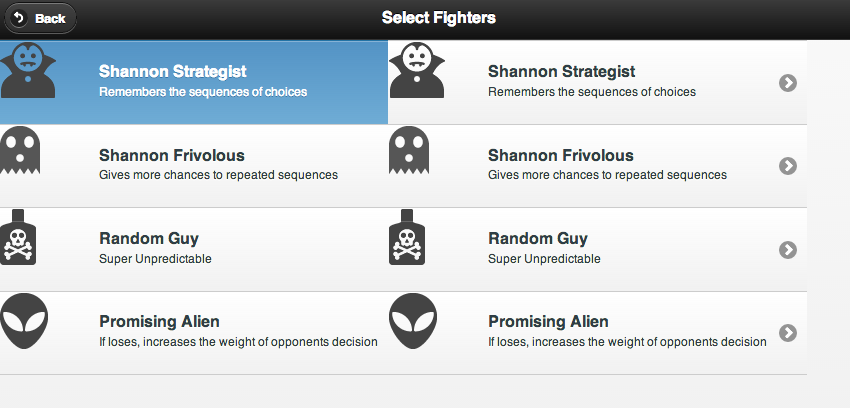 Back
Select Fighters
Shannon Strategist
Remembers the sequences of choices
Shannon Strategist
Remembers the sequences of choices
Shannon Frivolous
Gives more chances to repeated sequences
Shannon Frivolous
Gives more chances to repeated sequences
Random Guy
Super Unpredictable
Random Guy
Super Unpredictable
Promising Alien
If loses, increases the weight of opponents decision
Promising Alien
If loses, increases the weight of opponents decision